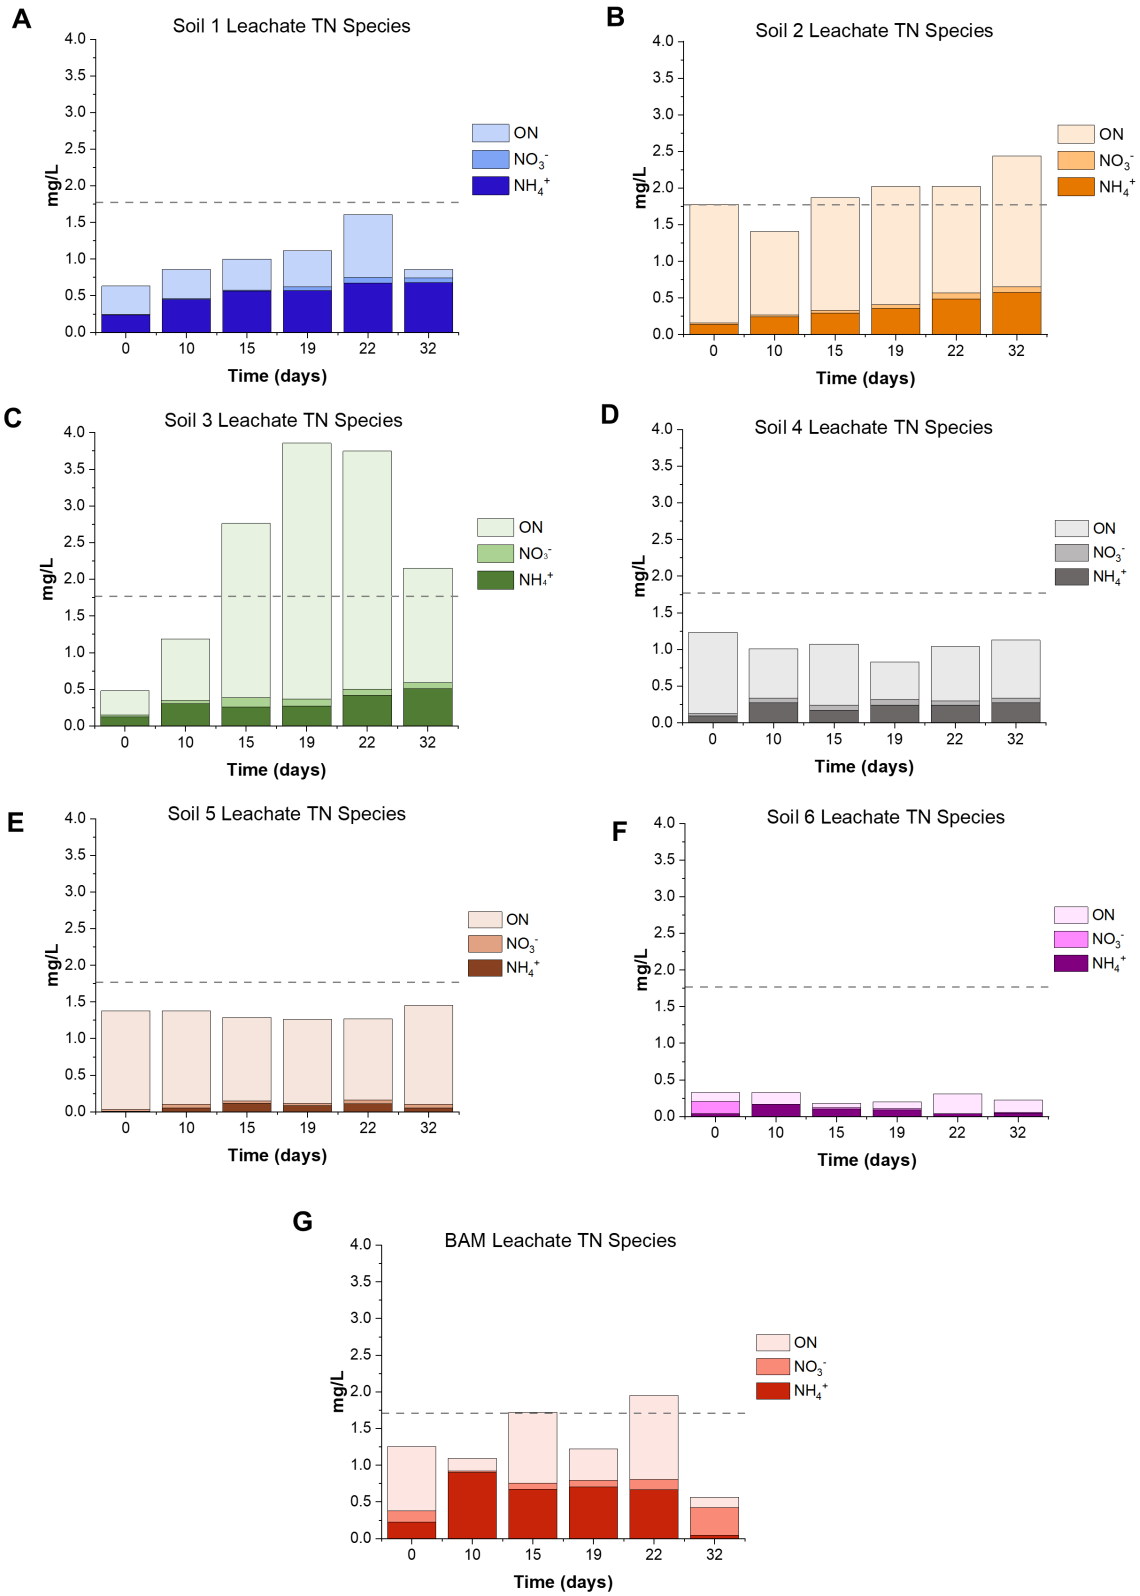 A
Soil 1 Leachate TN Species
4.0
3.5
3.0
2.5
2.0
1.5
1.0
0.5
0.0
mg/L
0 10 15 19 22 32
Time (days)
ON
NO₃⁻
NH₄⁺
B
Soil 2 Leachate TN Species
4.0
3.5
3.0
2.5
2.0
1.5
1.0
0.5
0.0
mg/L
0 10 15 19 22 32
Time (days)
ON
NO₃⁻
NH₄⁺
C
Soil 3 Leachate TN Species
4.0
3.5
3.0
2.5
2.0
1.5
1.0
0.5
0.0
mg/L
0 10 15 19 22 32
Time (days)
ON
NO₃⁻
NH₄⁺
D
Soil 4 Leachate TN Species
4.0
3.5
3.0
2.5
2.0
1.5
1.0
0.5
0.0
mg/L
0 10 15 19 22 32
Time (days)
ON
NO₃⁻
NH₄⁺
E
Soil 5 Leachate TN Species
4.0
3.5
3.0
2.5
2.0
1.5
1.0
0.5
0.0
mg/L
0 10 15 19 22 32
Time (days)
ON
NO₃⁻
NH₄⁺
F
Soil 6 Leachate TN Species
4.0
3.5
3.0
2.5
2.0
1.5
1.0
0.5
0.0
mg/L
0 10 15 19 22 32
Time (days)
ON
NO₃⁻
NH₄⁺
G
BAM Leachate TN Species
4.0
3.5
3.0
2.5
2.0
1.5
1.0
0.5
0.0
mg/L
0 10 15 19 22 32
Time (days)
ON
NO₃⁻
NH₄⁺